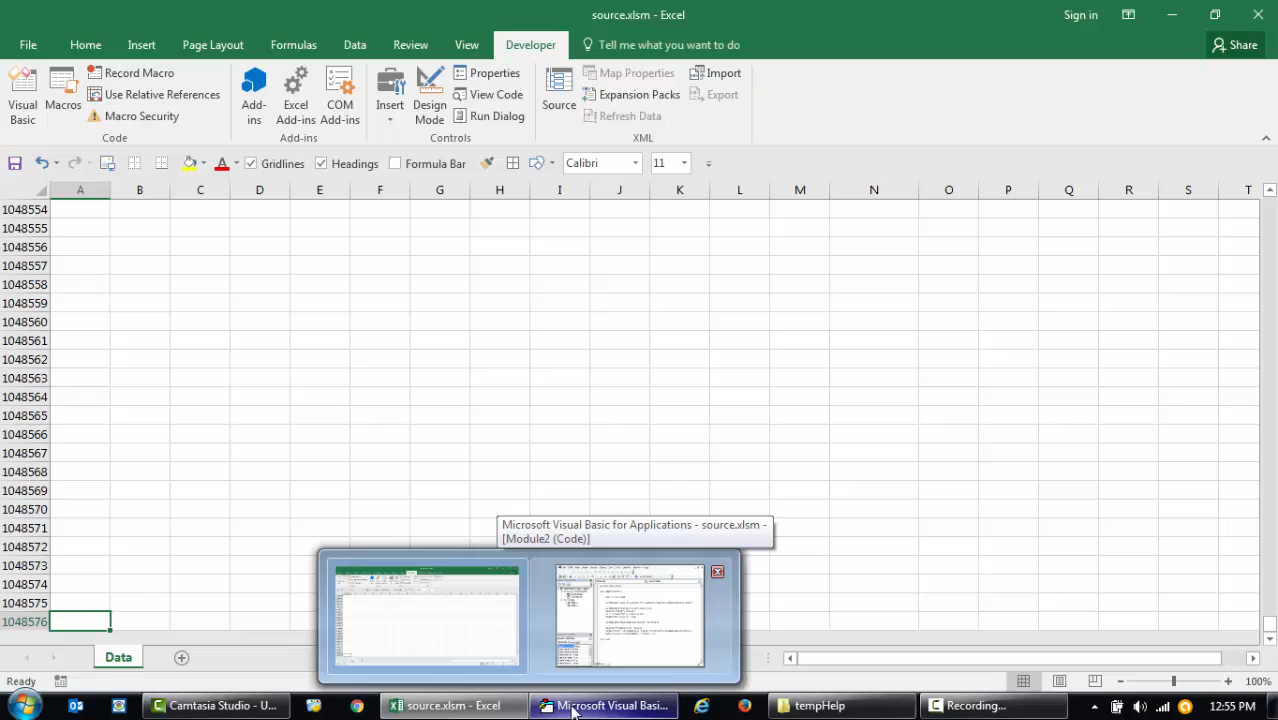 source.xlsm - Excel
Sign in
File Home Insert Page Layout Formulas Data Review View Developer Tell me what you want to do Share
Visual Basic
Macros
Record Macro
Use Relative References
Macro Security
Code
Add-ins
Excel Add-ins
COM Add-ins
Add-ins
Insert
Design Mode
Properties
View Code
Run Dialog
Controls
Source
Map Properties
Expansion Packs
Refresh Data
Import
Export
XML
Gridlines Headings Formula Bar Calibri 11
A B C D E F G H I J K L M N O P Q R S T
1048554
1048555
1048556
1048557
1048558
1048559
1048560
1048561
1048562
1048563
1048564
1048565
1048566
1048567
1048568
1048569
1048570
1048571
1048572
1048573
1048574
1048575
1048576
Microsoft Visual Basic for Applications - source.xlsm -
[Module2 (Code)]
Data
Ready
100%
Camtasia Studio - U...
source.xlsm - Excel
Microsoft Visual Basi...
tempHelp
Recording...
12:55 PM